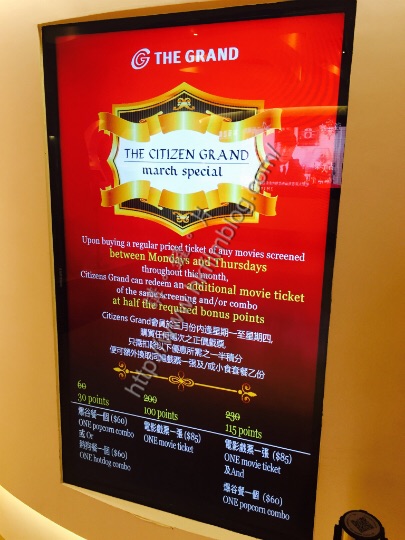 THE GRAND
THE CITIZEN GRAND
march special
Upon buying a regular priced ticket of any movies screened
between Mondays and Thursdays
throughout this month,
Citizens Grand can redeem an additional movie ticket
of the same screening and/or combo
at half the required bonus points
Citizens Grand會員於三月份內逢星期一至星期四,
購買任何場次之正價戲票,
只需扣除以下優惠所需之一半積分
便可額外換取同場戲票一張及/或小食套餐乙份
60
30 points
爆谷餐一個 ($60)
ONE popcorn combo
或 Or
熱狗餐一個 ($60)
ONE hotdog combo
200
100 points
電影戲票一張 ($85)
ONE movie ticket
230
115 points
電影戲票一張 ($85)
ONE movie ticket
及And
爆谷餐一個 ($60)
ONE popcorn combo